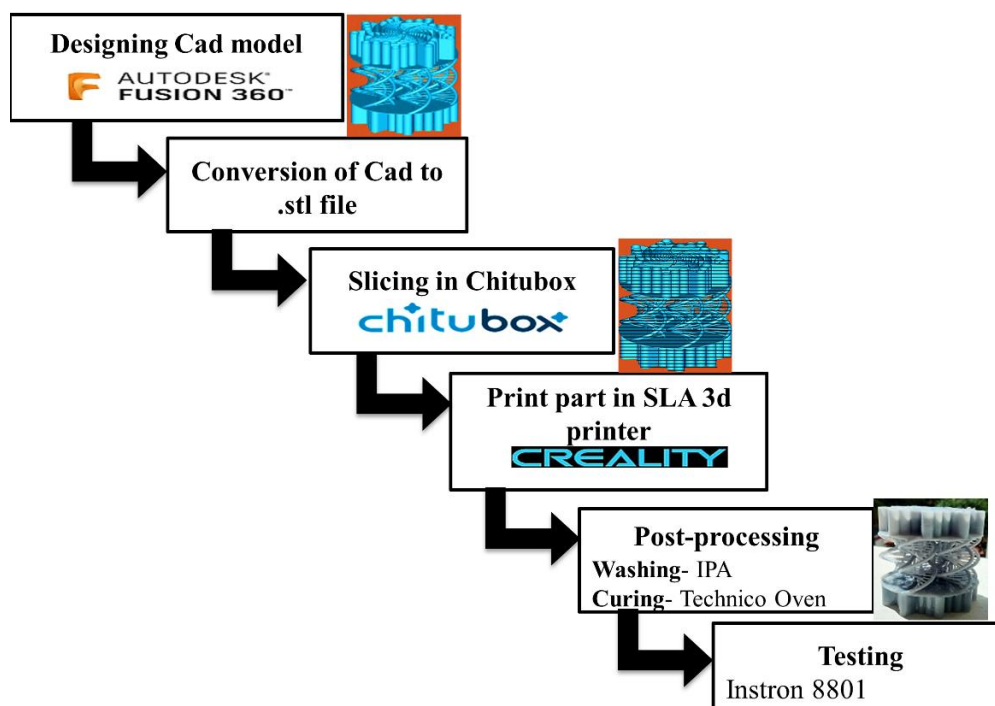 Designing Cad model
AUTODESK®
FUSION 360™
Conversion of Cad to
.stl file
Slicing in Chitubox
chitubox
Print part in SLA 3d
printer
CREALITY
Post-processing
Washing- IPA
Curing- Technico Oven
Testing
Instron 8801